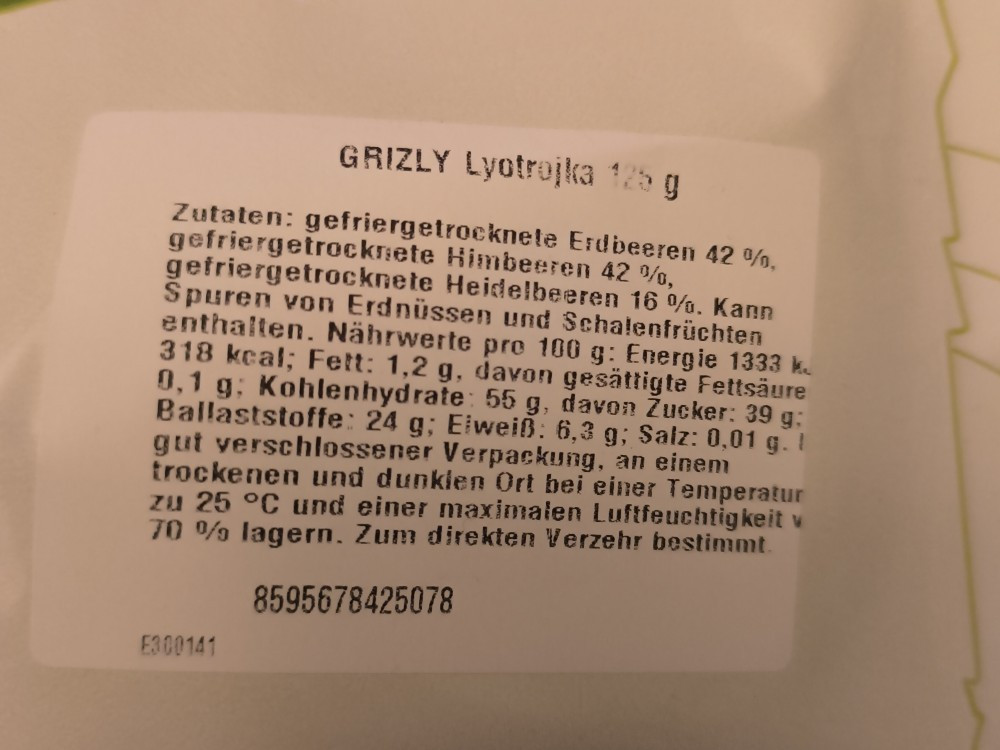 GRIZLY Lyotrojka 125 g
Zutaten: gefriergetrocknete Erdbeeren 42 %,
gefriergetrocknete Himbeeren 42 %,
gefriergetrocknete Heidelbeeren 16 %. Kann
Spuren von Erdnüssen und Schalenfrüchten
enthalten. Nährwerte pro 100 g: Energie 1333
318 kcal; Fett: 1,2 g, davon gesättigte Fettsäure
0,1 g; Kohlenhydrate: 55 g, davon Zucker: 39 g;
Ballaststoffe: 24 g; Eiweiß: 6,3 g; Salz: 0,01 g.
gut verschlossener Verpackung, an einem
trockenen und dunklen Ort bei einer Temperatur
zu 25 °C und einer maximalen Luftfeuchtigkeit
70 % lagern. Zum direkten Verzehr bestimmt.
8595678425078
E300141